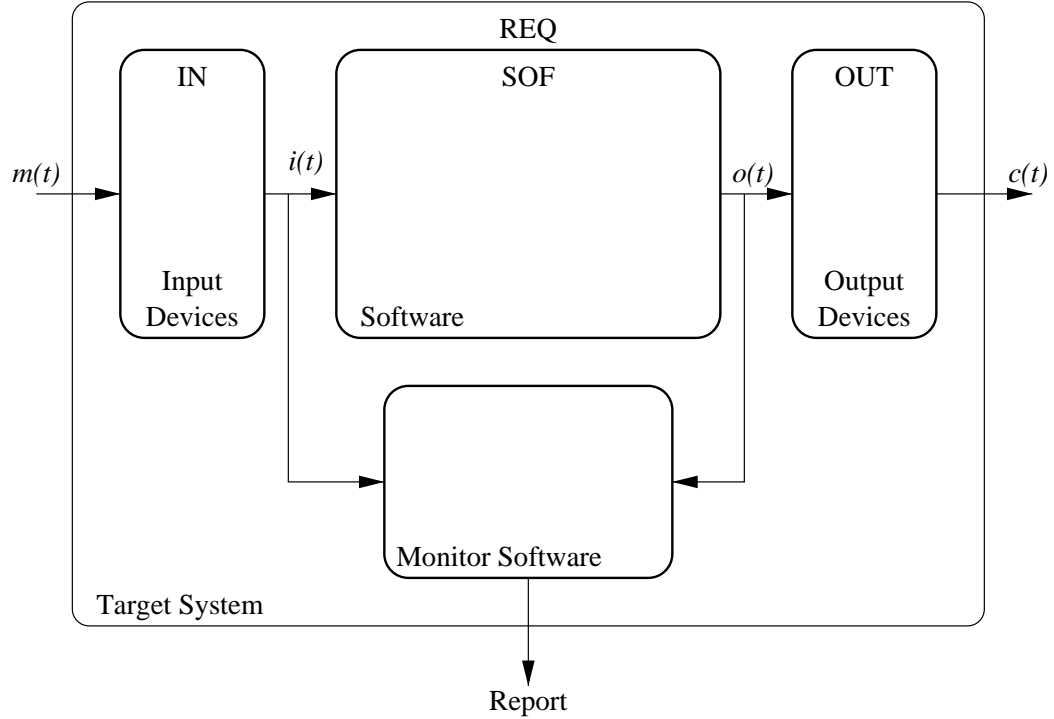 REQ
IN
SOF
OUT
m(t)
i(t)
o(t)
c(t)
Input
Devices
Software
Output
Devices
Monitor Software
Target System
Report